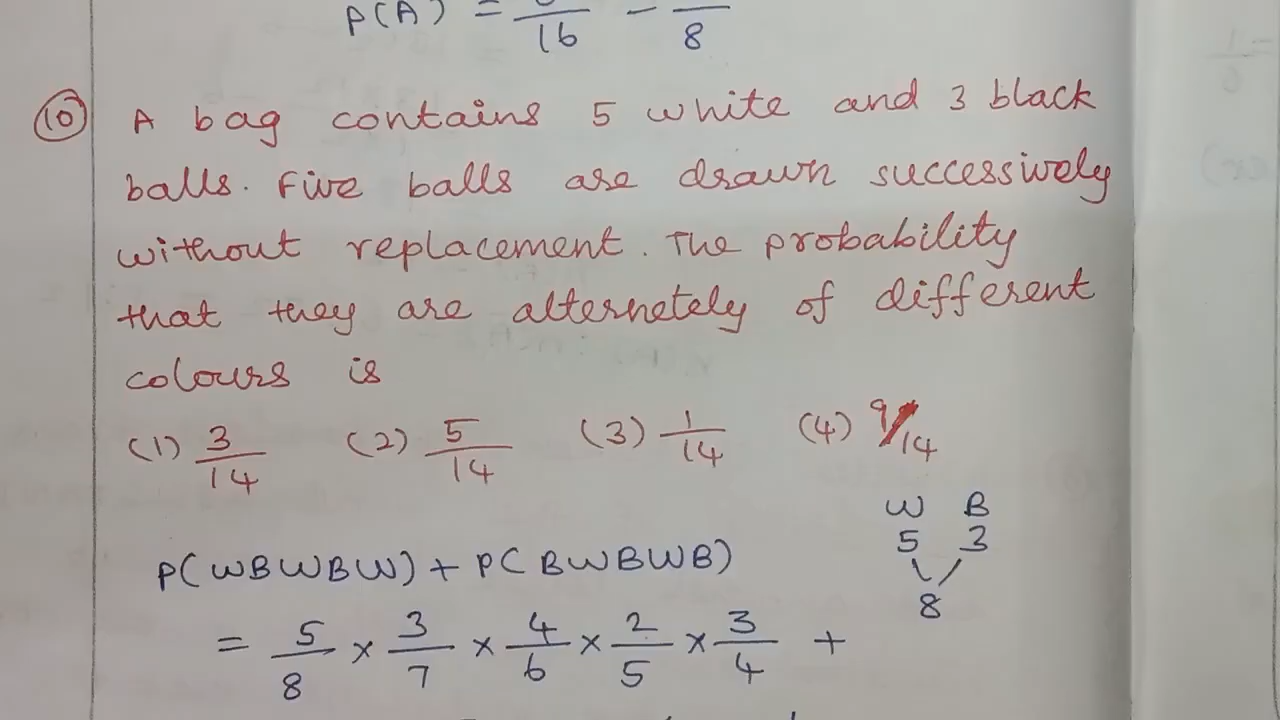 P(A) = /16 - /8
(10) A bag contains 5 white and 3 black
balls. Five balls are drawn successively
without replacement. The probability
that they are alternetely of different
colours is
(1) 3/14 (2) 5/14 (3) 1/14 (4) 9/14
W B
5 3
8
P(WBWBW) + P(BWBWB)
= 5/8 × 3/7 × 4/6 × 2/5 × 3/4 +